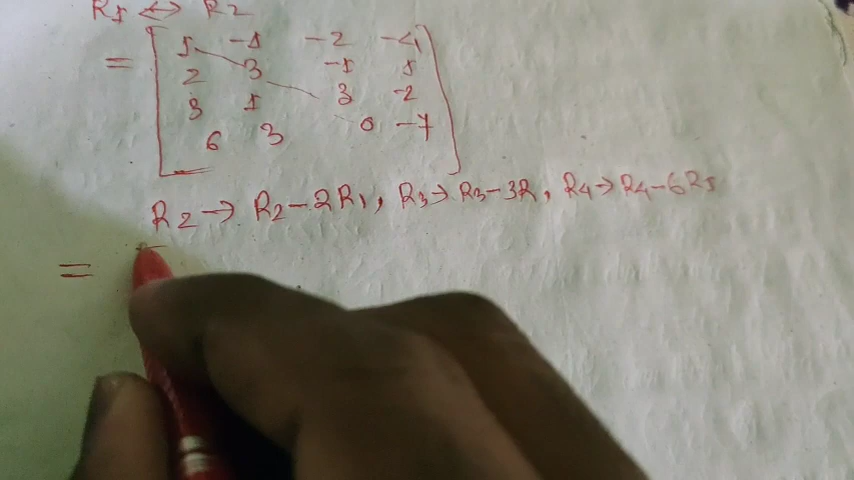 R1 ↔ R2
= [ 1 -1 -2 -4
2 3 -1 1
3 1 3 -2
6 3 0 -7 ]
R2 → R2-2R1, R3→R3-3R, R4→R4-6R1
=